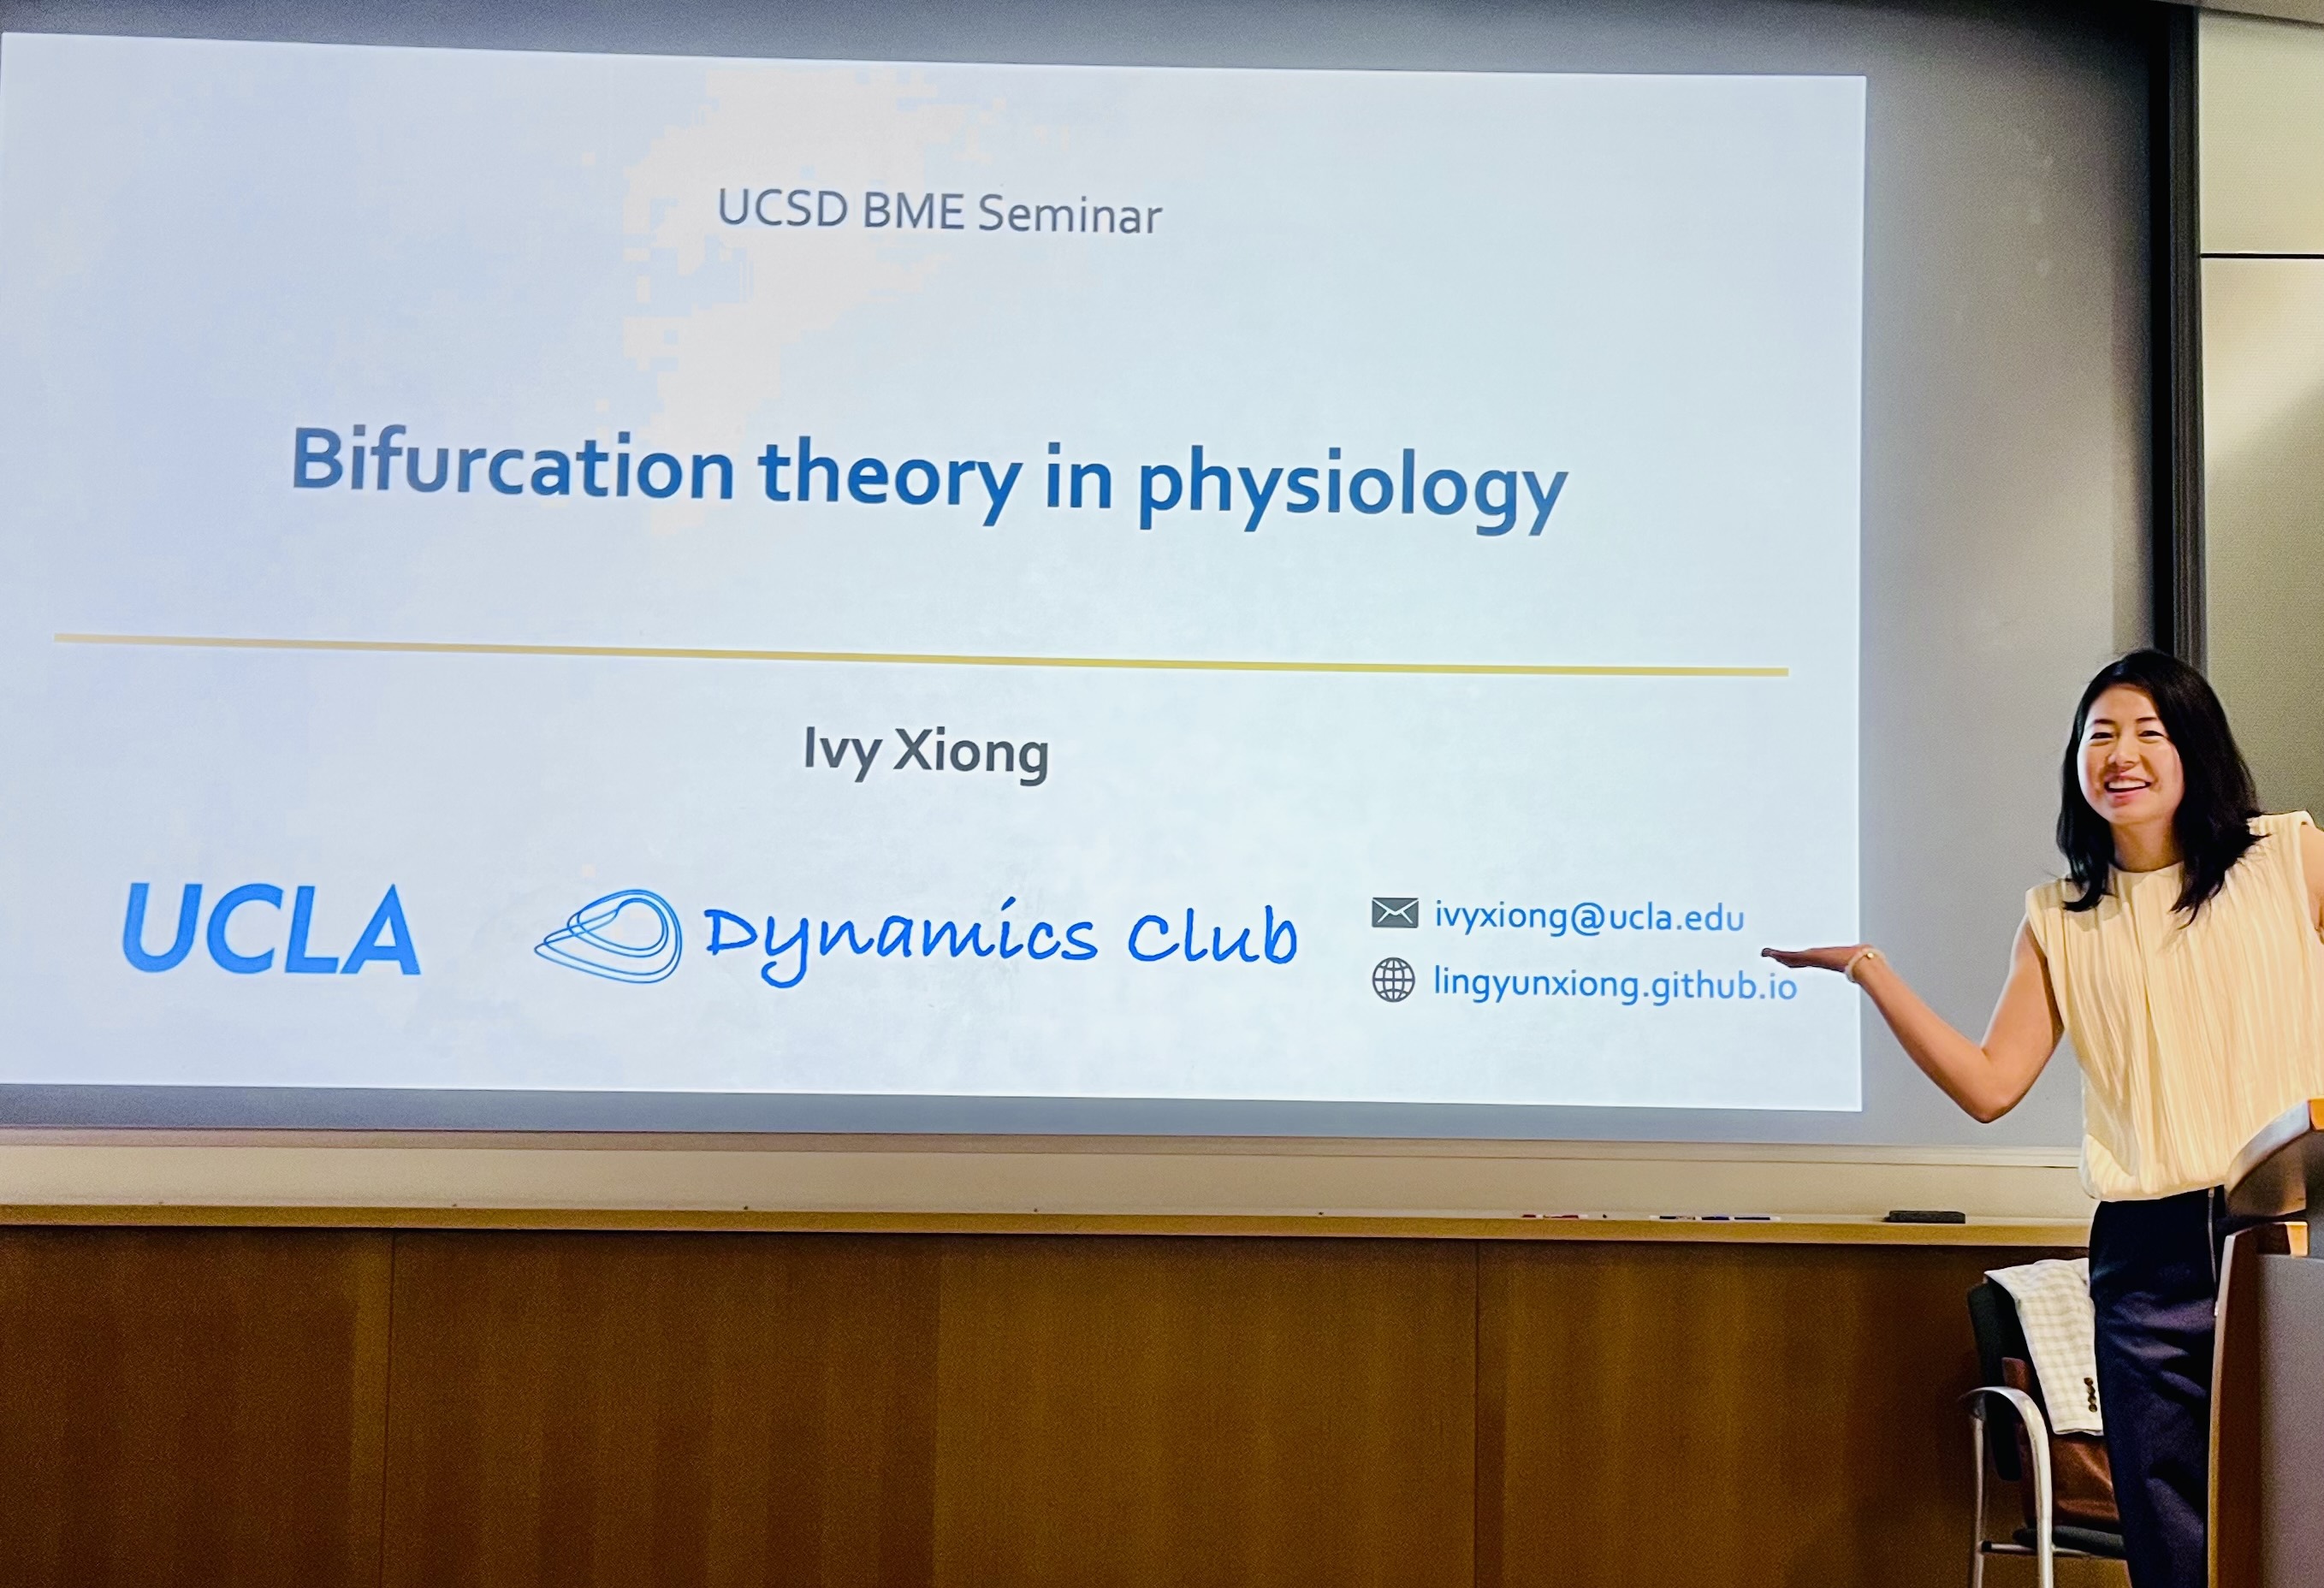 UCSD BME Seminar
Bifurcation theory in physiology
Ivy Xiong
UCLA
Dynamics Club
ivyxiong@ucla.edu
lingyunxiong.github.io